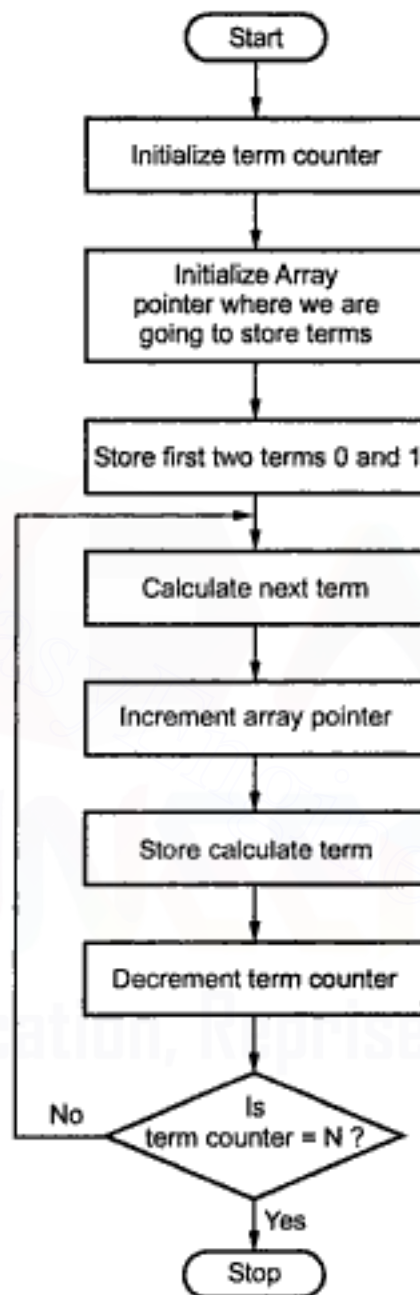 Start
Initialize term counter
Initialize Array
pointer where we are
going to store terms
Store first two terms 0 and 1
Calculate next term
Increment array pointer
Store calculate term
Decrement term counter
Is
term counter = N ?
No
Yes
Stop